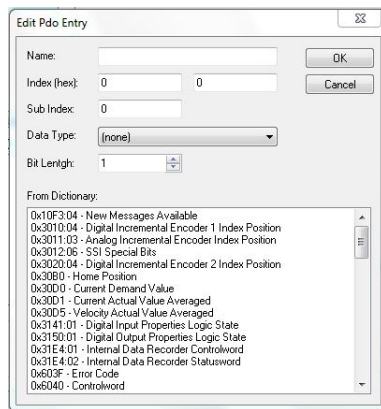 Edit Pdo Entry
Name:
OK
Index (hex): 0 0
Cancel
Sub Index: 0
Data Type: (none)
Bit Lentgh: 1
From Dictionary:
0x10F3:04 - New Messages Available
0x3010:04 - Digital Incremental Encoder 1 Index Position
0x3011:03 - Analog Incremental Encoder Index Position
0x3012:06 - SSI Special Bits
0x3020:04 - Digital Incremental Encoder 2 Index Position
0x30B0 - Home Position
0x30D0 - Current Demand Value
0x30D1 - Current Actual Value Averaged
0x30D5 - Velocity Actual Value Averaged
0x3141:01 - Digital Input Properties Logic State
0x3150:01 - Digital Output Properties Logic State
0x31E4:01 - Internal Data Recorder Controlword
0x31E4:02 - Internal Data Recorder Statusword
0x603F - Error Code
0x6040 - Controlword